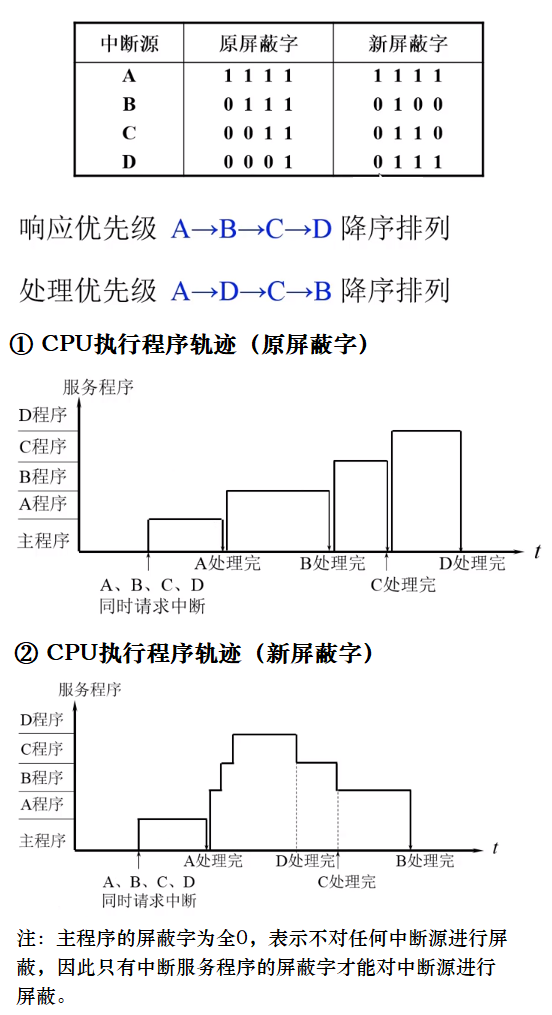 中断源 原屏蔽字 新屏蔽字
A 1 1 1 1 1 1 1 1
B 0 1 1 1 0 1 0 0
C 0 0 1 1 0 1 1 0
D 0 0 0 1 0 1 1 1
响应优先级 A→B→C→D 降序排列
处理优先级 A→D→C→B 降序排列
① CPU执行程序轨迹（原屏蔽字）
服务程序
D程序
C程序
B程序
A程序
主程序
t
A处理完 B处理完 D处理完
A、B、C、D C处理完
同时请求中断
② CPU执行程序轨迹（新屏蔽字）
服务程序
D程序
C程序
B程序
A程序
主程序
t
A处理完 D处理完 B处理完
A、B、C、D C处理完
同时请求中断
注：主程序的屏蔽字为全0，表示不对任何中断源进行屏
蔽，因此只有中断服务程序的屏蔽字才能对中断源进行
屏蔽。